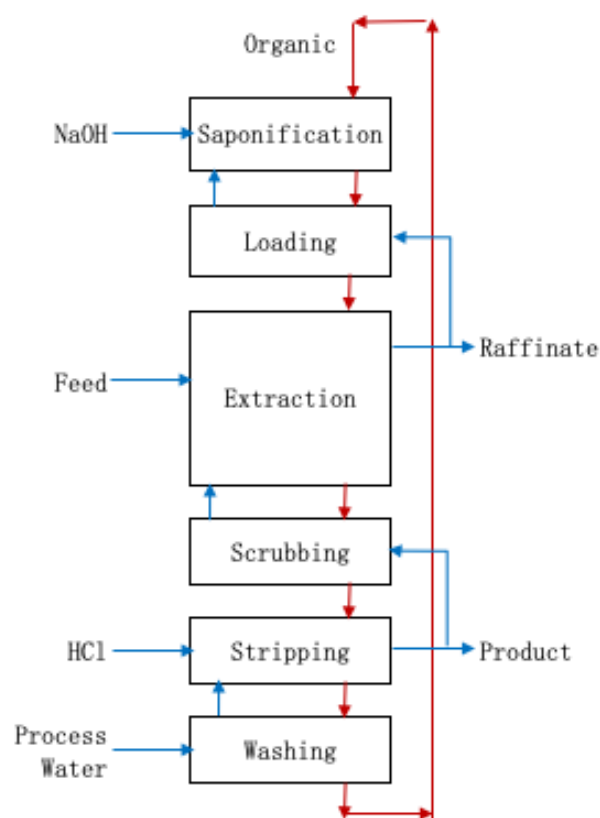 Organic
NaOH
Saponification
Loading
Raffinate
Feed
Extraction
Scrubbing
HCl
Stripping
Product
Process
Water
Washing